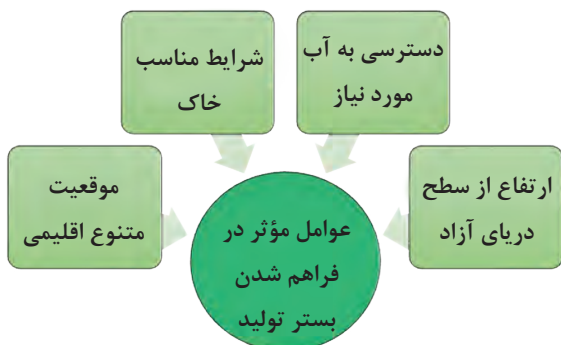 دسترسی به آب
مورد نیاز
شرایط مناسب
خاک
ارتفاع از سطح
دریای آزاد
موقعیت
متنوع اقلیمی
عوامل مؤثر در
فراهم شدن
بستر تولید